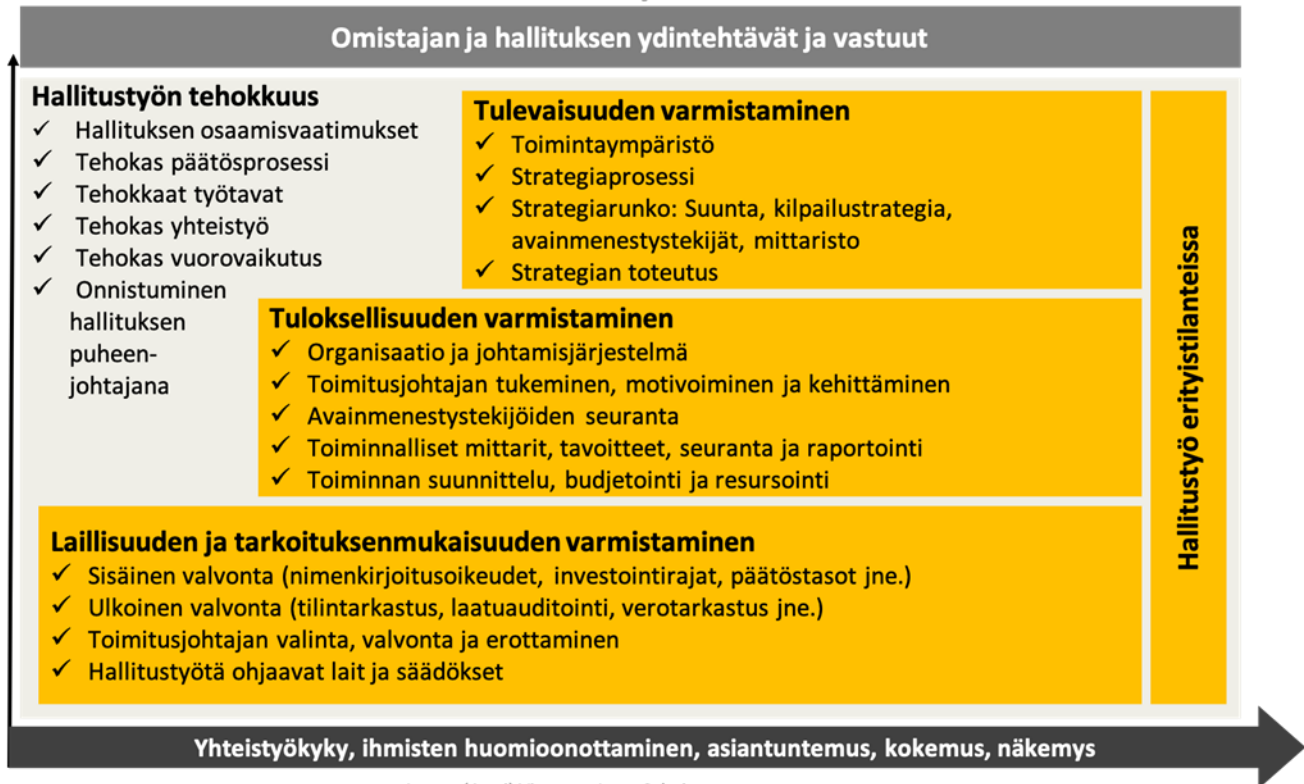 Omistajan ja hallituksen ydintehtävät ja vastuut
Hallitustyön tehokkuus
✓ Hallituksen osaamisvaatimukset
✓ Tehokas päätösprosessi
✓ Tehokkaat työtavat
✓ Tehokas yhteistyö
✓ Tehokas vuorovaikutus
✓ Onnistuminen
hallituksen
puheen-
johtajana
Tulevaisuuden varmistaminen
✓ Toimintaympäristö
✓ Strategiaprosessi
✓ Strategiarunko: Suunta, kilpailustrategia,
avainmenestystekijät, mittaristo
✓ Strategian toteutus
Tuloksellisuuden varmistaminen
✓ Organisaatio ja johtamisjärjestelmä
✓ Toimitusjohtajan tukeminen, motivoiminen ja kehittäminen
✓ Avainmenestystekijöiden seuranta
✓ Toiminnalliset mittarit, tavoitteet, seuranta ja raportointi
✓ Toiminnan suunnittelu, budjetointi ja resursointi
Laillisuuden ja tarkoituksenmukaisuuden varmistaminen
✓ Sisäinen valvonta (nimenkirjoitusoikeudet, investointirajat, päätöstasot jne.)
✓ Ulkoinen valvonta (tilintarkastus, laatuauditointi, verotarkastus jne.)
✓ Toimitusjohtajan valinta, valvonta ja erottaminen
✓ Hallitustyötä ohjaavat lait ja säädökset
Hallitustyö erityistilanteissa
Yhteistyökyky, ihmisten huomioonottaminen, asiantuntemus, kokemus, näkemys